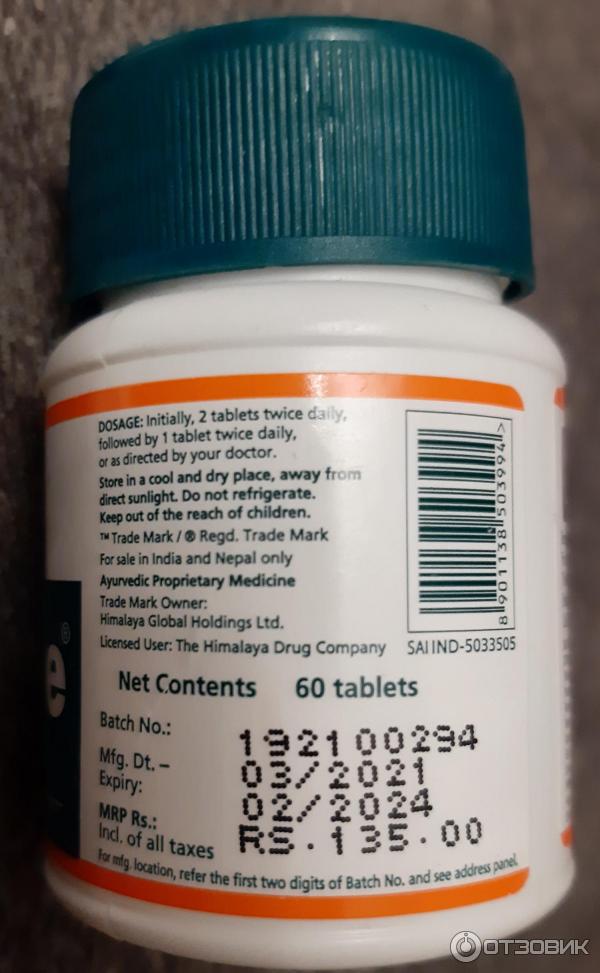 DOSAGE: Initially, 2 tablets twice daily,
followed by 1 tablet twice daily,
or as directed by your doctor.
Store in a cool and dry place, away from
direct sunlight. Do not refrigerate.
Keep out of the reach of children.
™ Trade Mark / ® Regd. Trade Mark
For sale in India and Nepal only
Ayurvedic Proprietary Medicine
Trade Mark Owner:
Himalaya Global Holdings Ltd.
Licensed User: The Himalaya Drug Company
8 901138 503994 >
SAI IND-5033505
e®
Net Contents 60 tablets
Batch No.: 192100294
Mfg. Dt. – 03/2021
Expiry: 02/2024
MRP Rs.: RS.135.00
Incl. of all taxes
For mfg. location, refer the first two digits of Batch No. and see address panel.
ОТЗОВИК